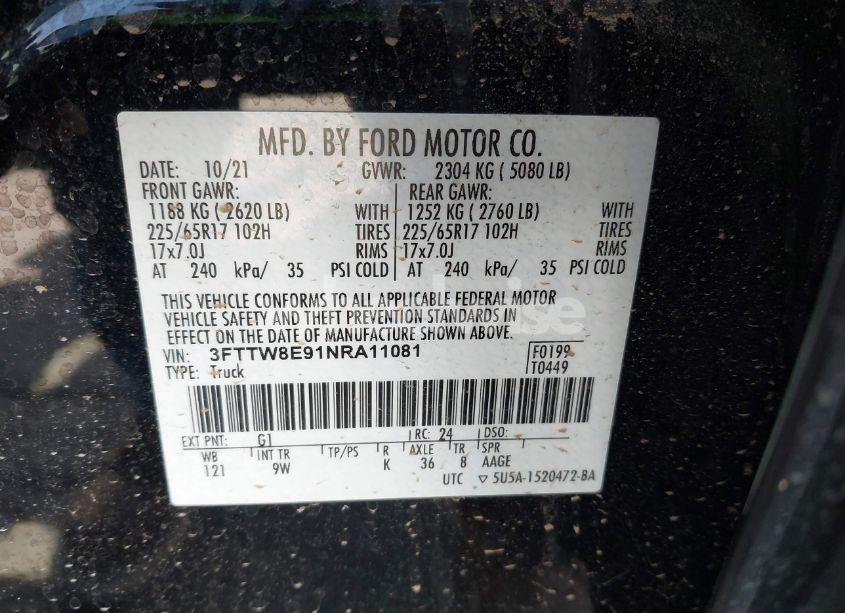 MFD. BY FORD MOTOR CO.
DATE: 10/21 GVWR: 2304 KG ( 5080 LB)
FRONT GAWR: REAR GAWR:
1188 KG ( 2620 LB) WITH 1252 KG ( 2760 LB) WITH
225/65R17 102H TIRES 225/65R17 102H TIRES
17x7.0J RIMS 17x7.0J RIMS
AT 240 kPa/ 35 PSI COLD AT 240 kPa/ 35 PSI COLD
THIS VEHICLE CONFORMS TO ALL APPLICABLE FEDERAL MOTOR
VEHICLE SAFETY AND THEFT PREVENTION STANDARDS IN
EFFECT ON THE DATE OF MANUFACTURE SHOWN ABOVE.
VIN: 3FTTW8E91NRA11081 F0199
TYPE: Truck T0449
EXT PNT: G1 RC: 24 DSO:
WB INT TR TP/PS R AXLE TR SPR
121 9W K 36 8 AAGE
UTC ▽ 5U5A-1520472-BA